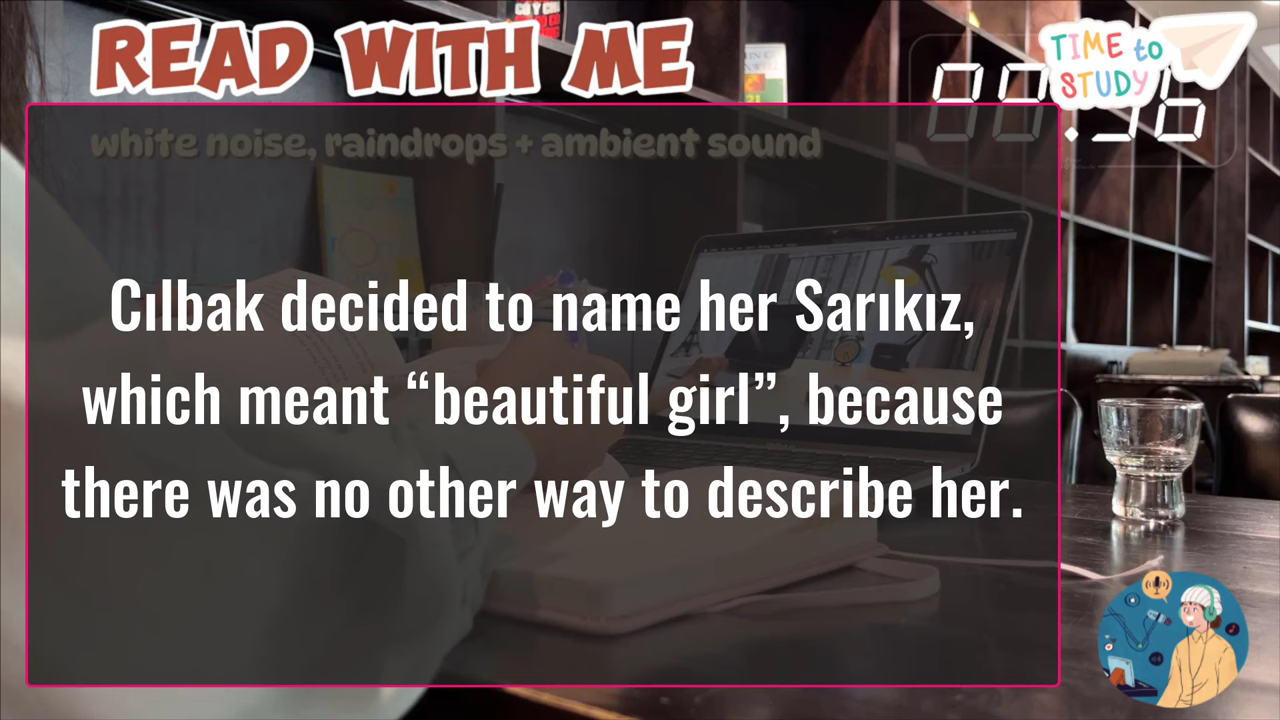 READ WITH ME
TIME to
STUDY
white noise, raindrops + ambient sound
Cılbak decided to name her Sarıkız,
which meant “beautiful girl”, because
there was no other way to describe her.